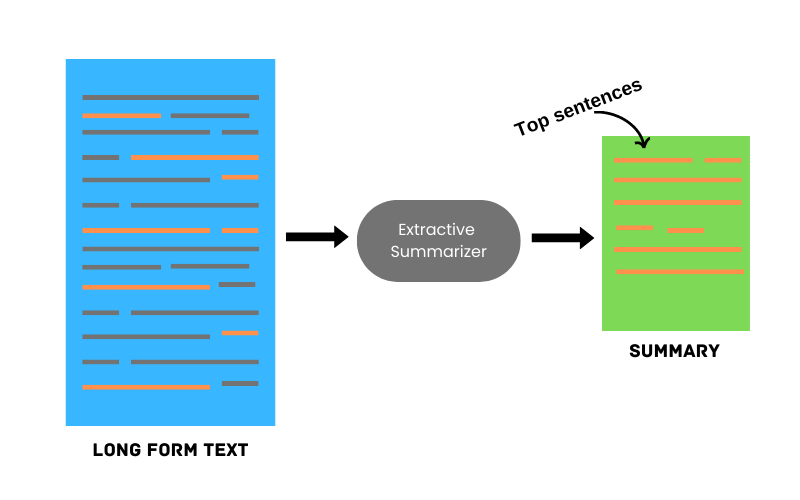 Top sentences
Extractive
Summarizer
SUMMARY
LONG FORM TEXT